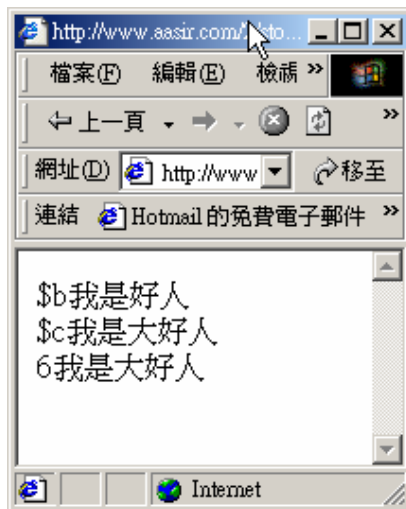 http://www.aasir.com/
檔案(F) 編輯(E) 檢視 »
上一頁 »
網址(D) http://www 移至
連結 Hotmail 的免費電子郵件 »
$b我是好人
$c我是大好人
6我是大好人
Internet